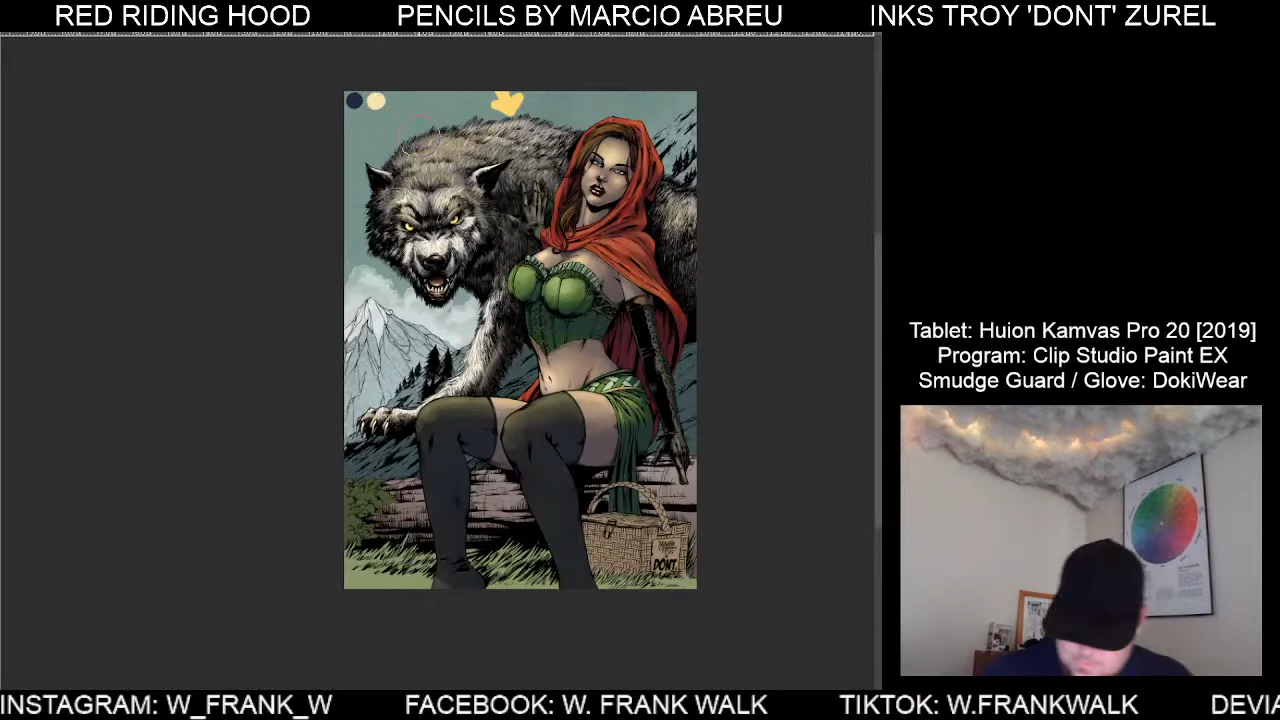 RED RIDING HOOD
PENCILS BY MARCIO ABREU
INKS TROY 'DONT' ZUREL
Tablet: Huion Kamvas Pro 20 [2019]
Program: Clip Studio Paint EX
Smudge Guard / Glove: DokiWear
DONT
INSTAGRAM: W_FRANK_W
FACEBOOK: W. FRANK WALK
TIKTOK: W.FRANKWALK
DEVIA